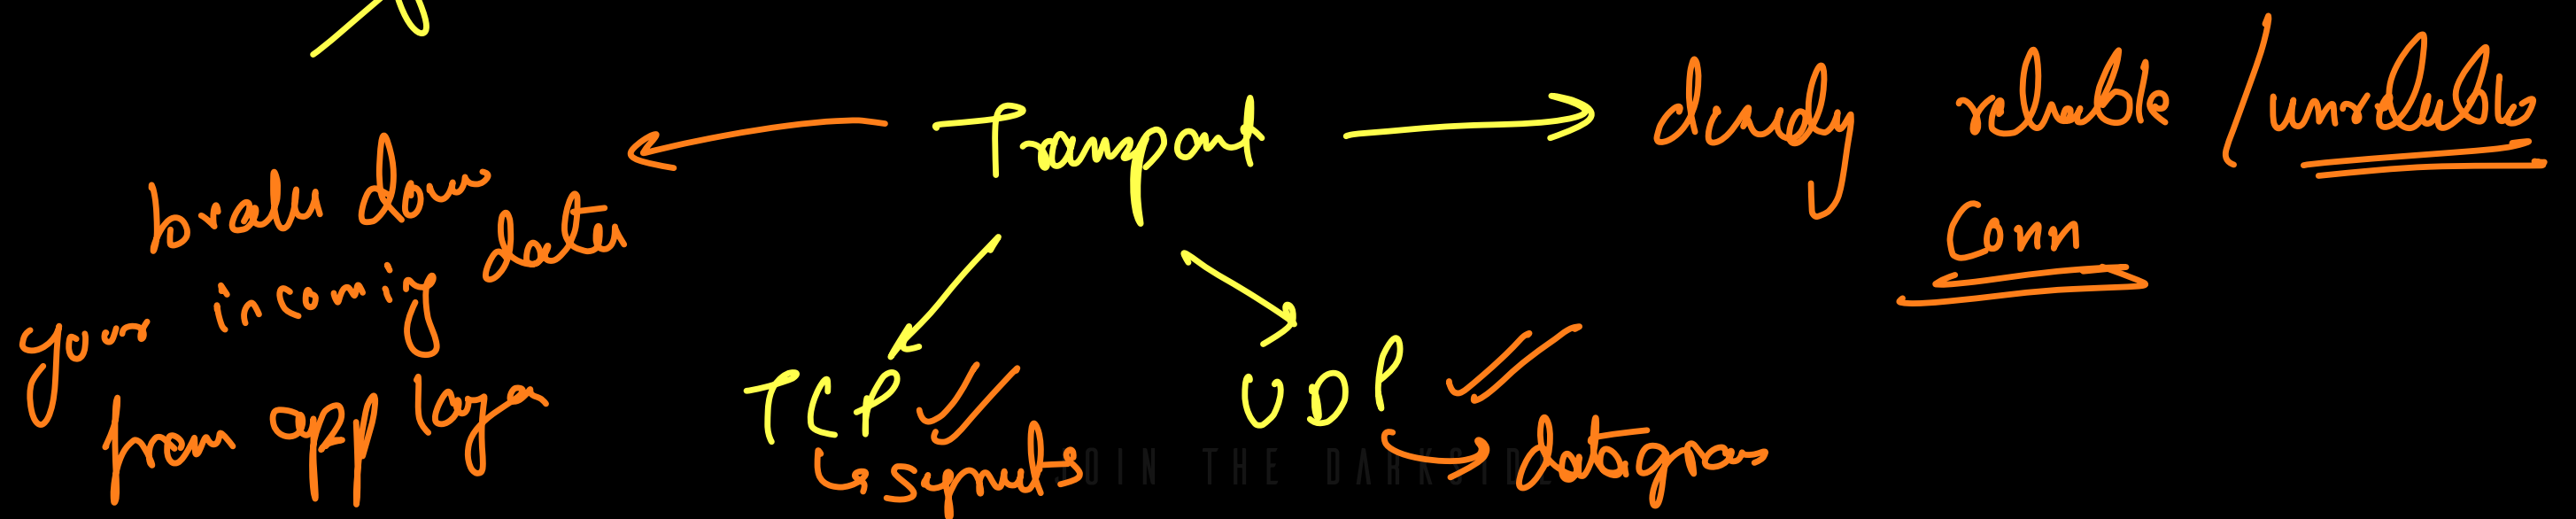 Transport
decides reliable / unreliable
Conn
break down
your incoming data
from app layer
TCP
UDP
segments
datagrams
JOIN THE DARKSIDE